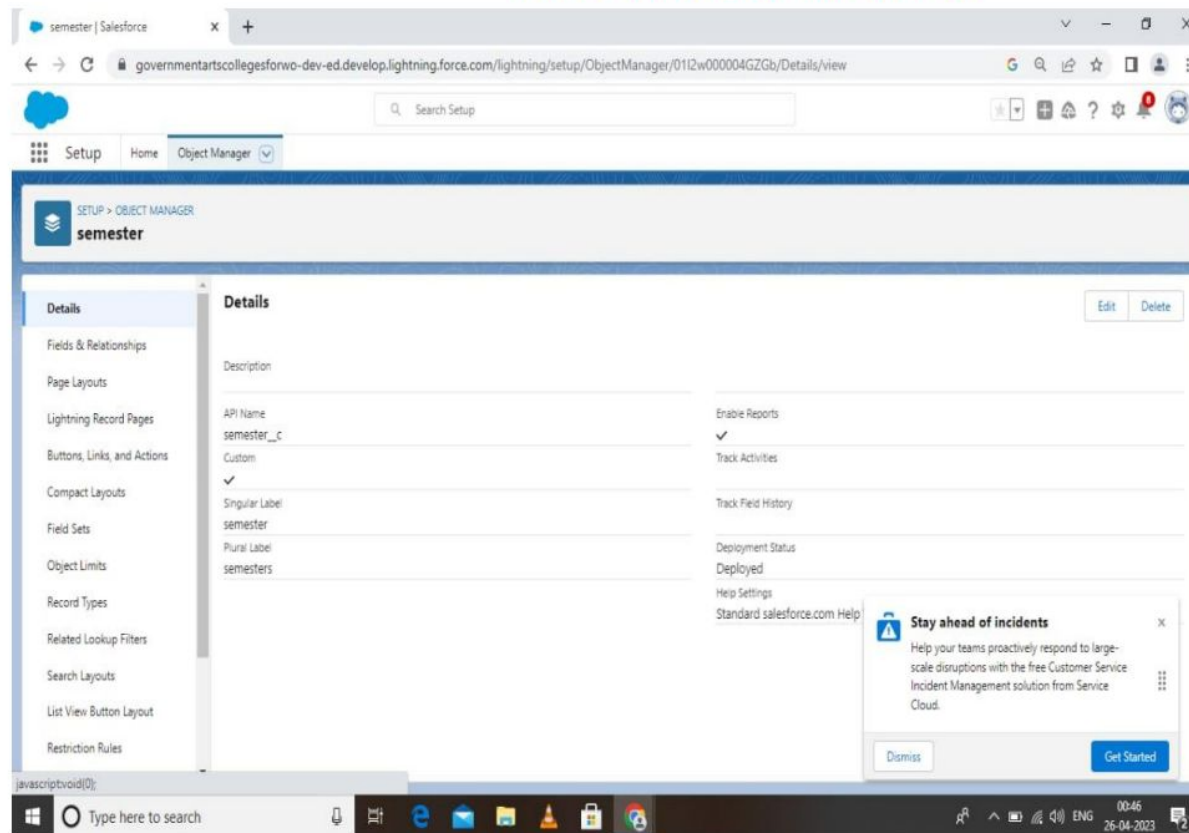 semester | Salesforce
governmentartscollegesforwo-dev-ed.develop.lightning.force.com/lightning/setup/ObjectManager/01I2w000004GZGb/Details/view
Search Setup
0
Setup Home Object Manager
SETUP > OBJECT MANAGER
semester
Details
Fields & Relationships
Page Layouts
Lightning Record Pages
Buttons, Links, and Actions
Compact Layouts
Field Sets
Object Limits
Record Types
Related Lookup Filters
Search Layouts
List View Button Layout
Restriction Rules
Details
Edit Delete
Description
API Name
semester__c
Custom
Singular Label
semester
Plural Label
semesters
Enable Reports
Track Activities
Track Field History
Deployment Status
Deployed
Help Settings
Standard salesforce.com Help
Stay ahead of incidents
Help your teams proactively respond to large-
scale disruptions with the free Customer Service
Incident Management solution from Service
Cloud.
Dismiss Get Started
javascript:void(0);
Type here to search
ENG
00:46
26-04-2023
2